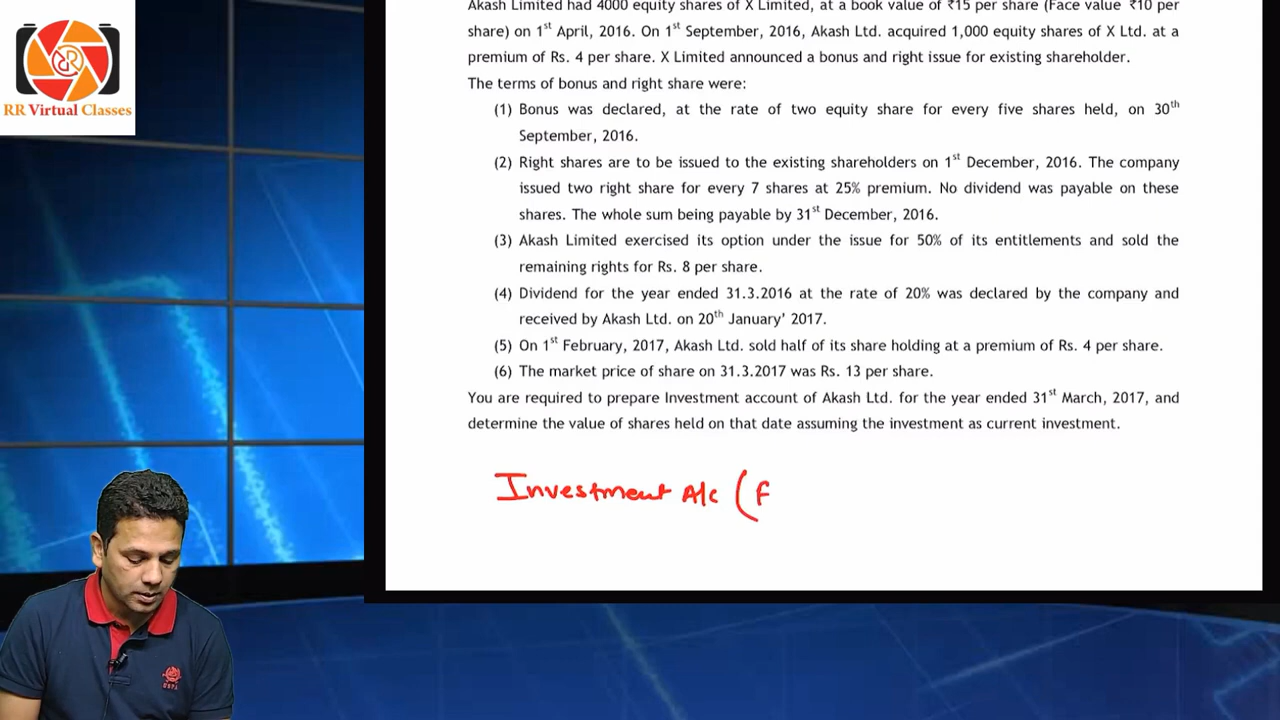 Akash Limited had 4000 equity shares of X Limited, at a book value of ₹15 per share (Face value ₹10 per
share) on 1st April, 2016. On 1st September, 2016, Akash Ltd. acquired 1,000 equity shares of X Ltd. at a
premium of Rs. 4 per share. X Limited announced a bonus and right issue for existing shareholder.
The terms of bonus and right share were:
(1) Bonus was declared, at the rate of two equity share for every five shares held, on 30th
September, 2016.
(2) Right shares are to be issued to the existing shareholders on 1st December, 2016. The company
issued two right share for every 7 shares at 25% premium. No dividend was payable on these
shares. The whole sum being payable by 31st December, 2016.
(3) Akash Limited exercised its option under the issue for 50% of its entitlements and sold the
remaining rights for Rs. 8 per share.
(4) Dividend for the year ended 31.3.2016 at the rate of 20% was declared by the company and
received by Akash Ltd. on 20th January' 2017.
(5) On 1st February, 2017, Akash Ltd. sold half of its share holding at a premium of Rs. 4 per share.
(6) The market price of share on 31.3.2017 was Rs. 13 per share.
You are required to prepare Investment account of Akash Ltd. for the year ended 31st March, 2017, and
determine the value of shares held on that date assuming the investment as current investment.
Investment A/c (F
RR Virtual Classes
USPA